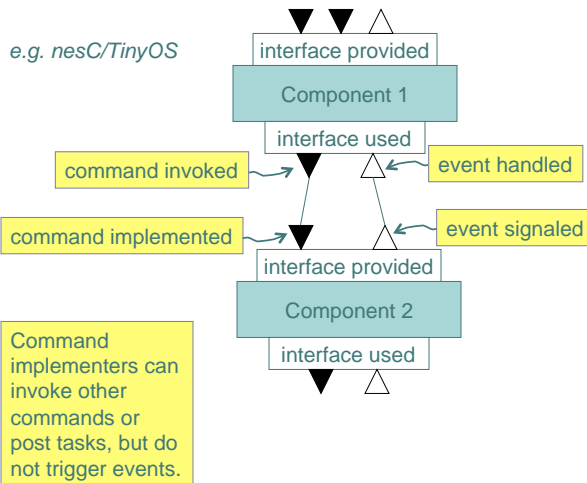 e.g. nesC/TinyOS
interface provided
Component 1
interface used
command invoked
event handled
command implemented
event signaled
interface provided
Component 2
interface used
Command
implementers can
invoke other
commands or
post tasks, but do
not trigger events.